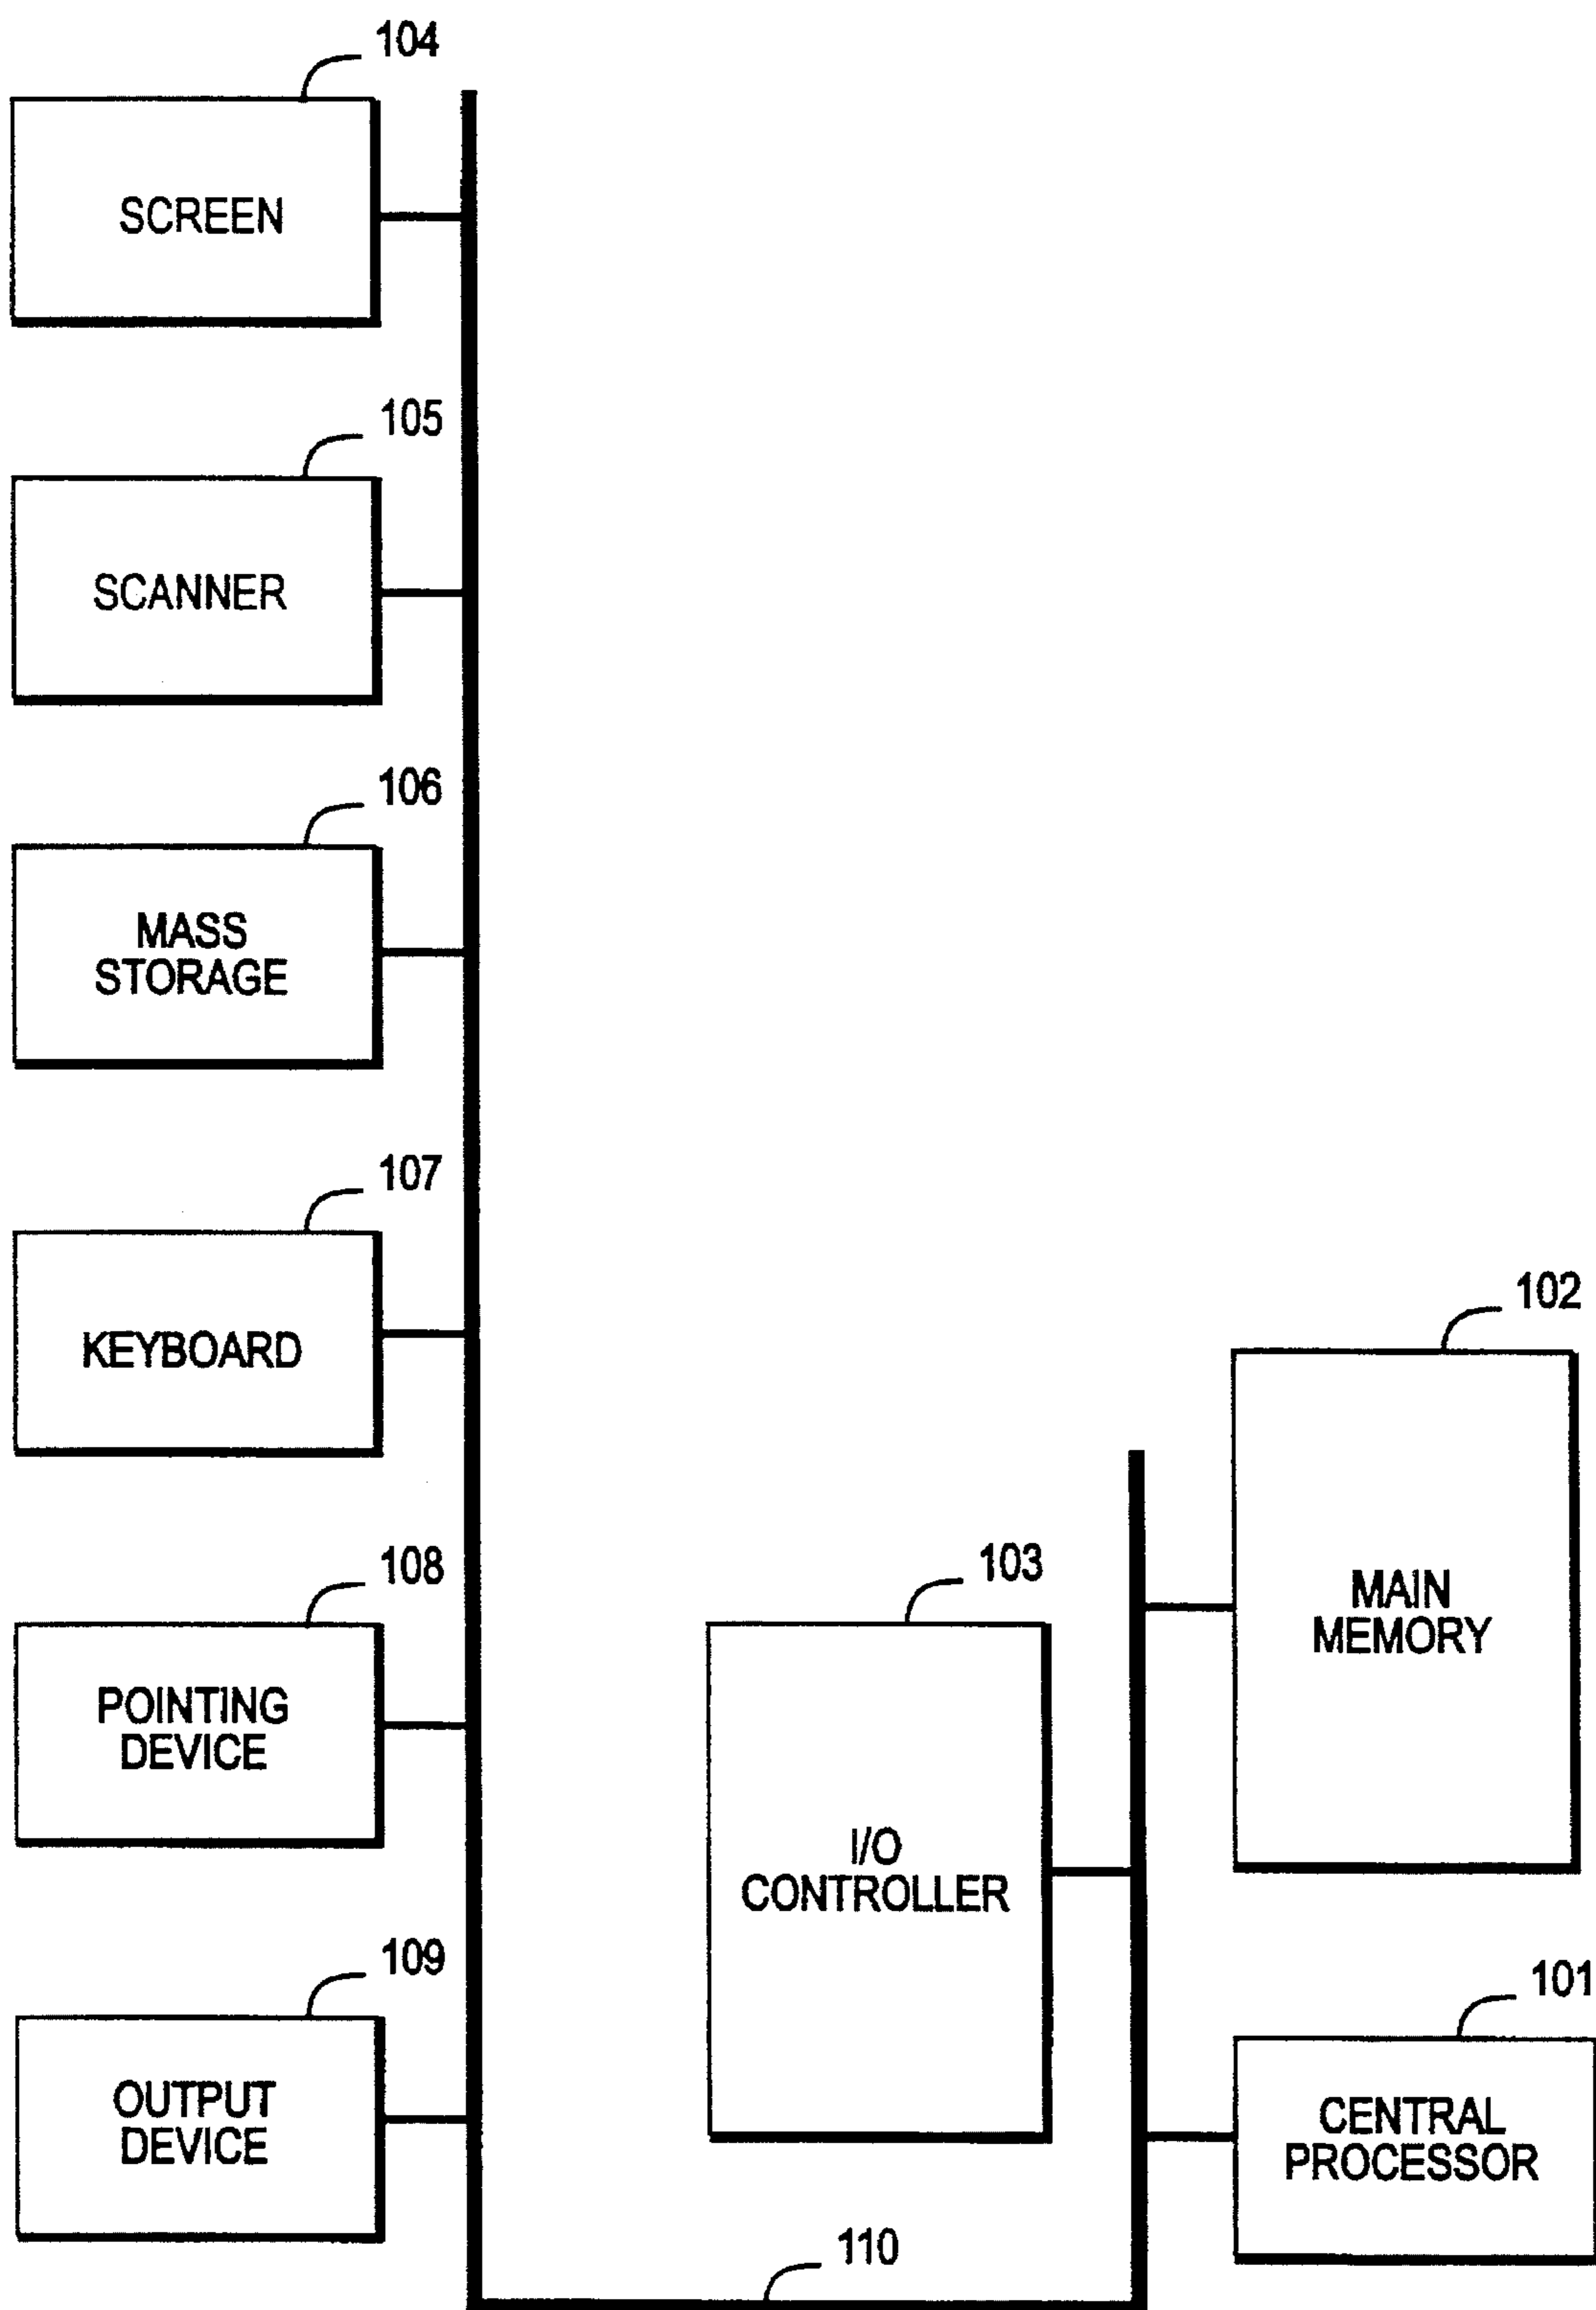 104
SCREEN
105
SCANNER
106
MASS
STORAGE
107
KEYBOARD
108
POINTING
DEVICE
109
OUTPUT
DEVICE
110
103
I/O
CONTROLLER
102
MAIN
MEMORY
101
CENTRAL
PROCESSOR